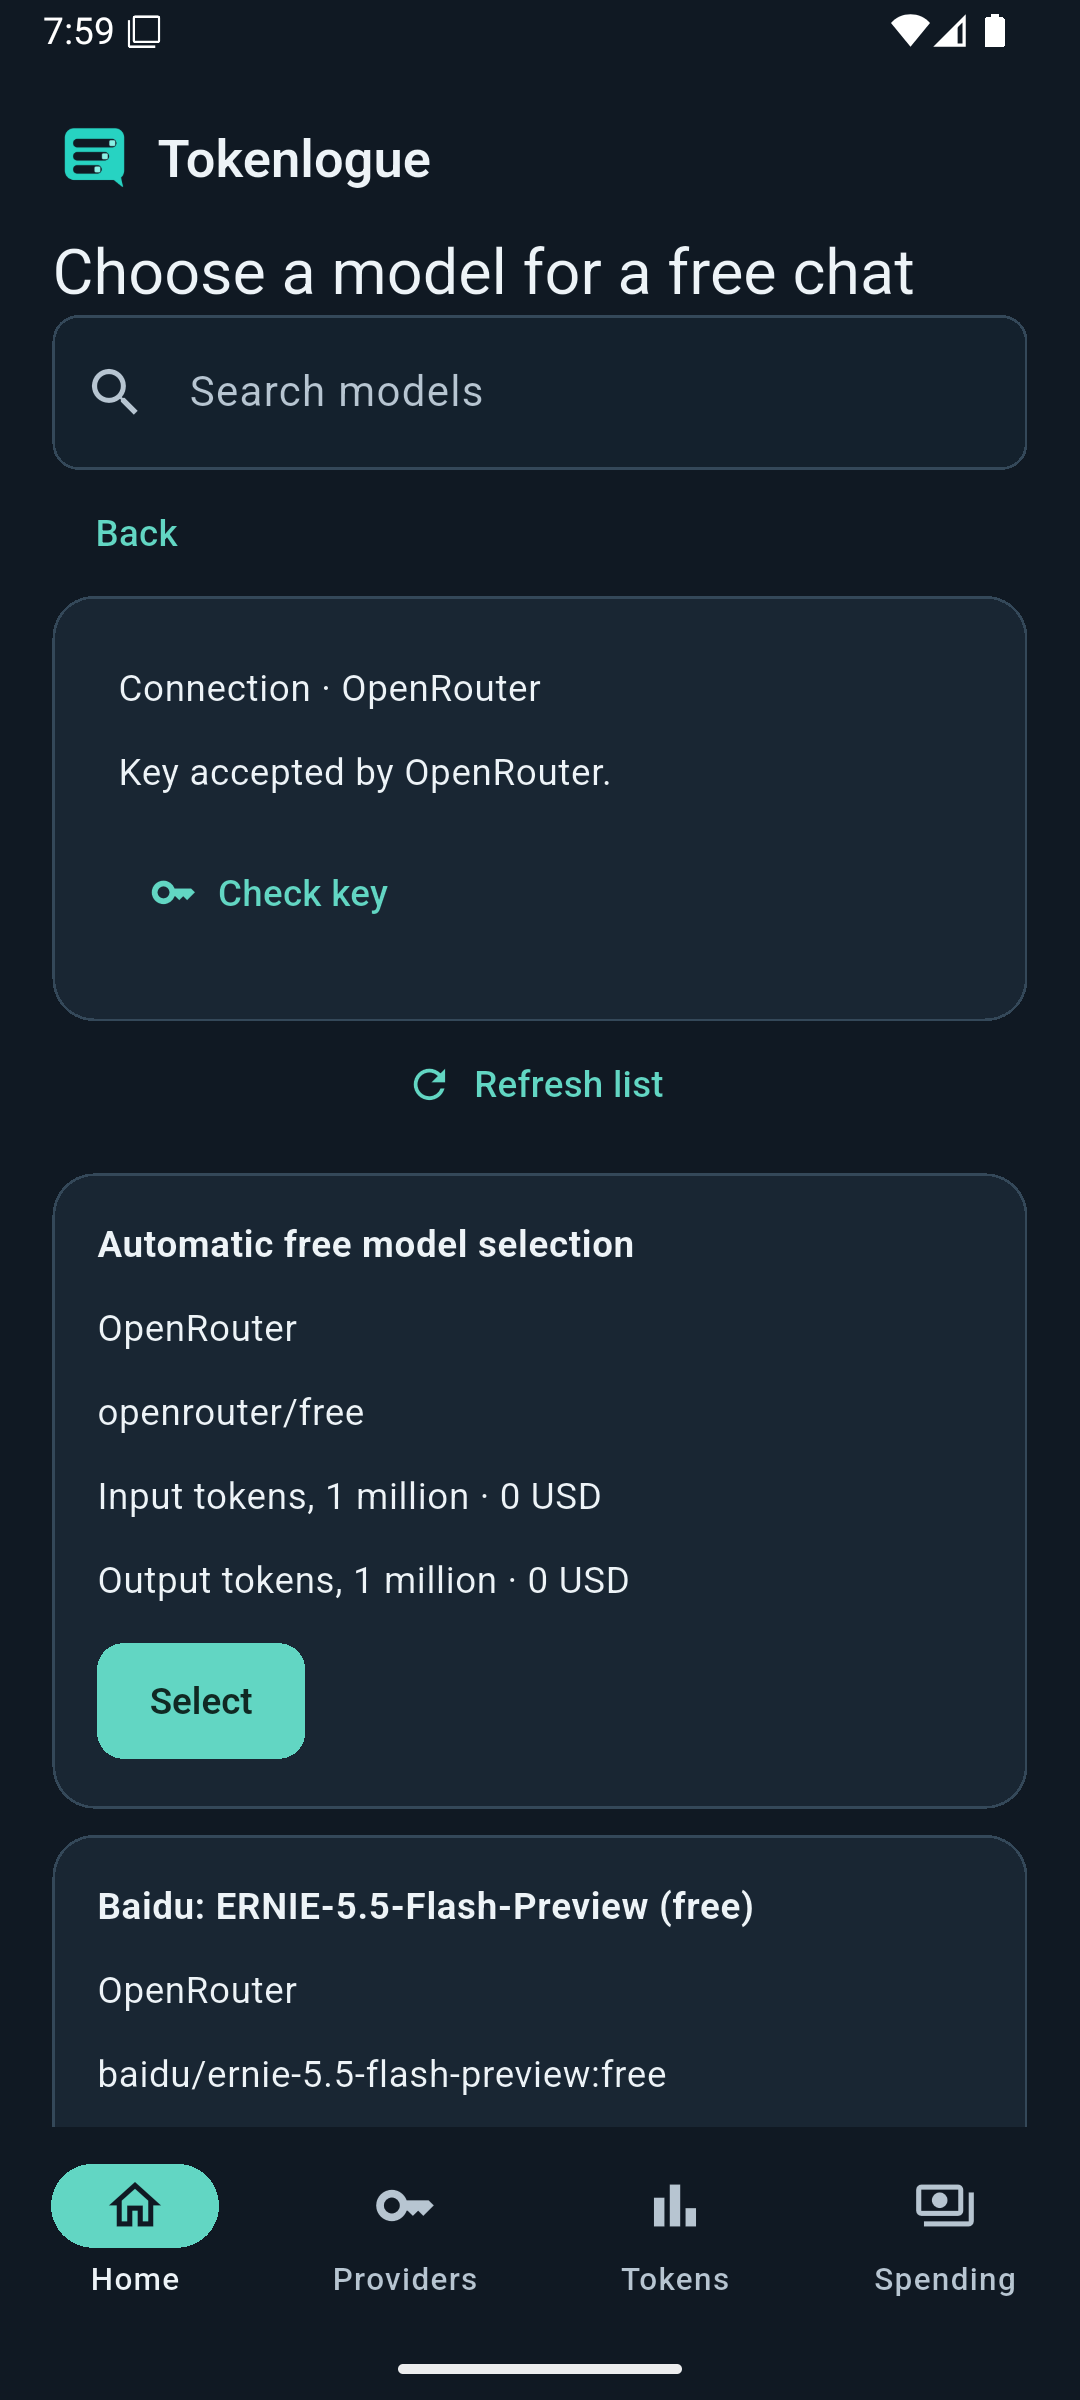 7:59
Tokenlogue
Choose a model for a free chat
Search models
Back
Connection · OpenRouter
Key accepted by OpenRouter.
Check key
Refresh list
Automatic free model selection
OpenRouter
openrouter/free
Input tokens, 1 million · 0 USD
Output tokens, 1 million · 0 USD
Select
Baidu: ERNIE-5.5-Flash-Preview (free)
OpenRouter
baidu/ernie-5.5-flash-preview:free
Home
Providers
Tokens
Spending